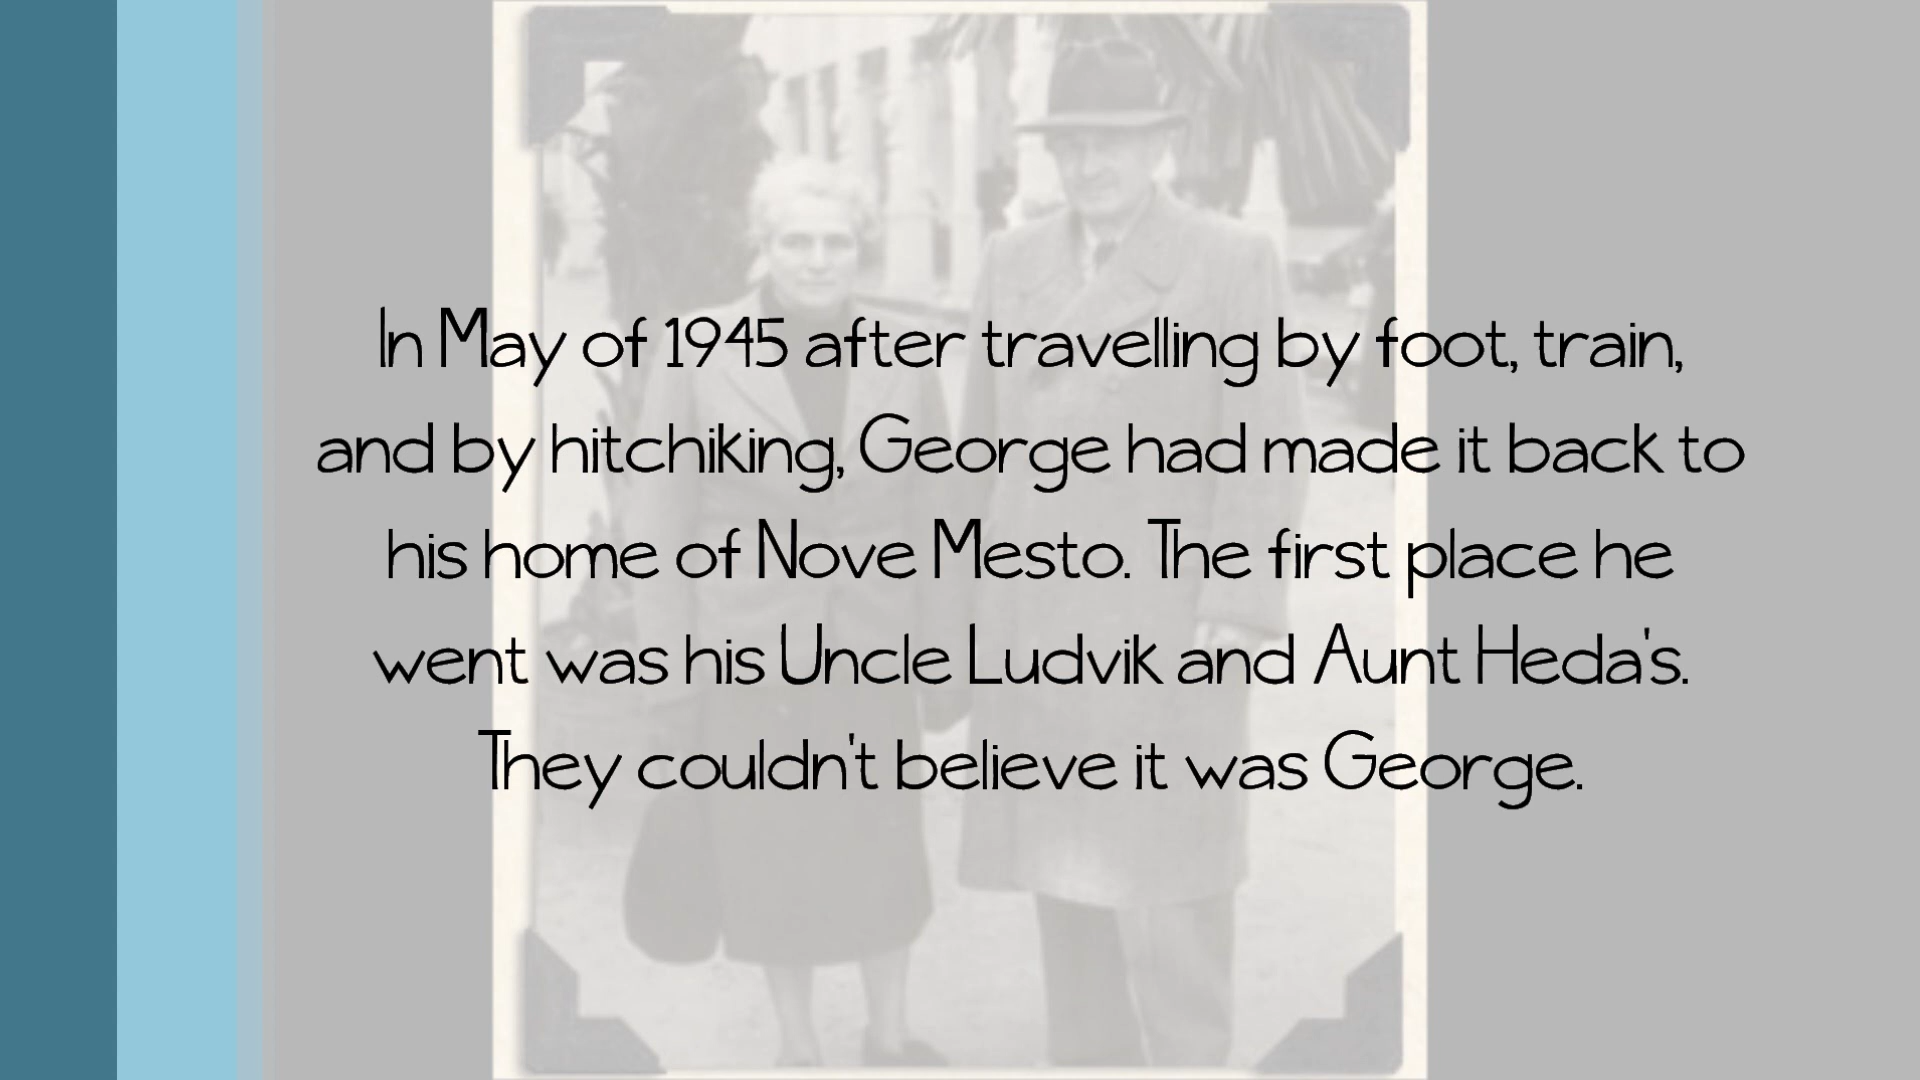 In May of 1945 after travelling by foot, train,
and by hitchiking, George had made it back to
his home of Nove Mesto. The first place he
went was his Uncle Ludvik and Aunt Heda's.
They couldn't believe it was George.